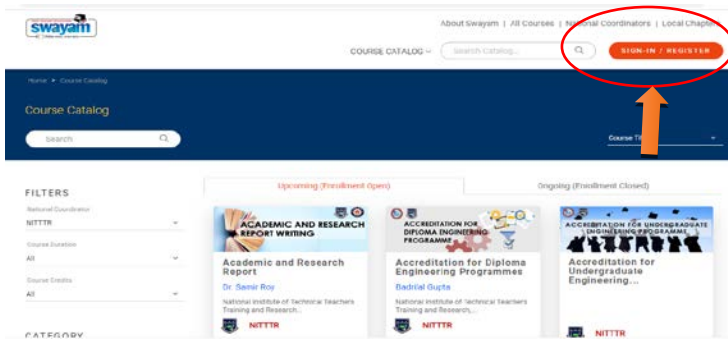 swayam
About Swayam | All Courses | National Coordinators | Local Chapters
COURSE CATALOG
Search Catalog...
SIGN-IN / REGISTER
Home > Course Catalog
Course Catalog
Search
Course Tit
FILTERS
National Coordinator
NITTTR
Course Duration
All
Course Credits
All
CATEGORY
Upcoming (Enrollment Open)
Ongoing (Enrollment Closed)
ACADEMIC AND RESEARCH
REPORT WRITING
Academic and Research
Report
Dr. Samir Roy
National Institute of Technical Teachers
Training and Research...
NITTTR
ACCREDITATION FOR
DIPLOMA ENGINEERING
PROGRAMME
Accreditation for Diploma
Engineering Programmes
Badrilal Gupta
National Institute of Technical Teachers
Training and Research,...
NITTTR
ACCREDITATION FOR UNDERGRADUATE
ENGINEERING PROGRAMME
Accreditation for
Undergraduate
Engineering...
NITTTR